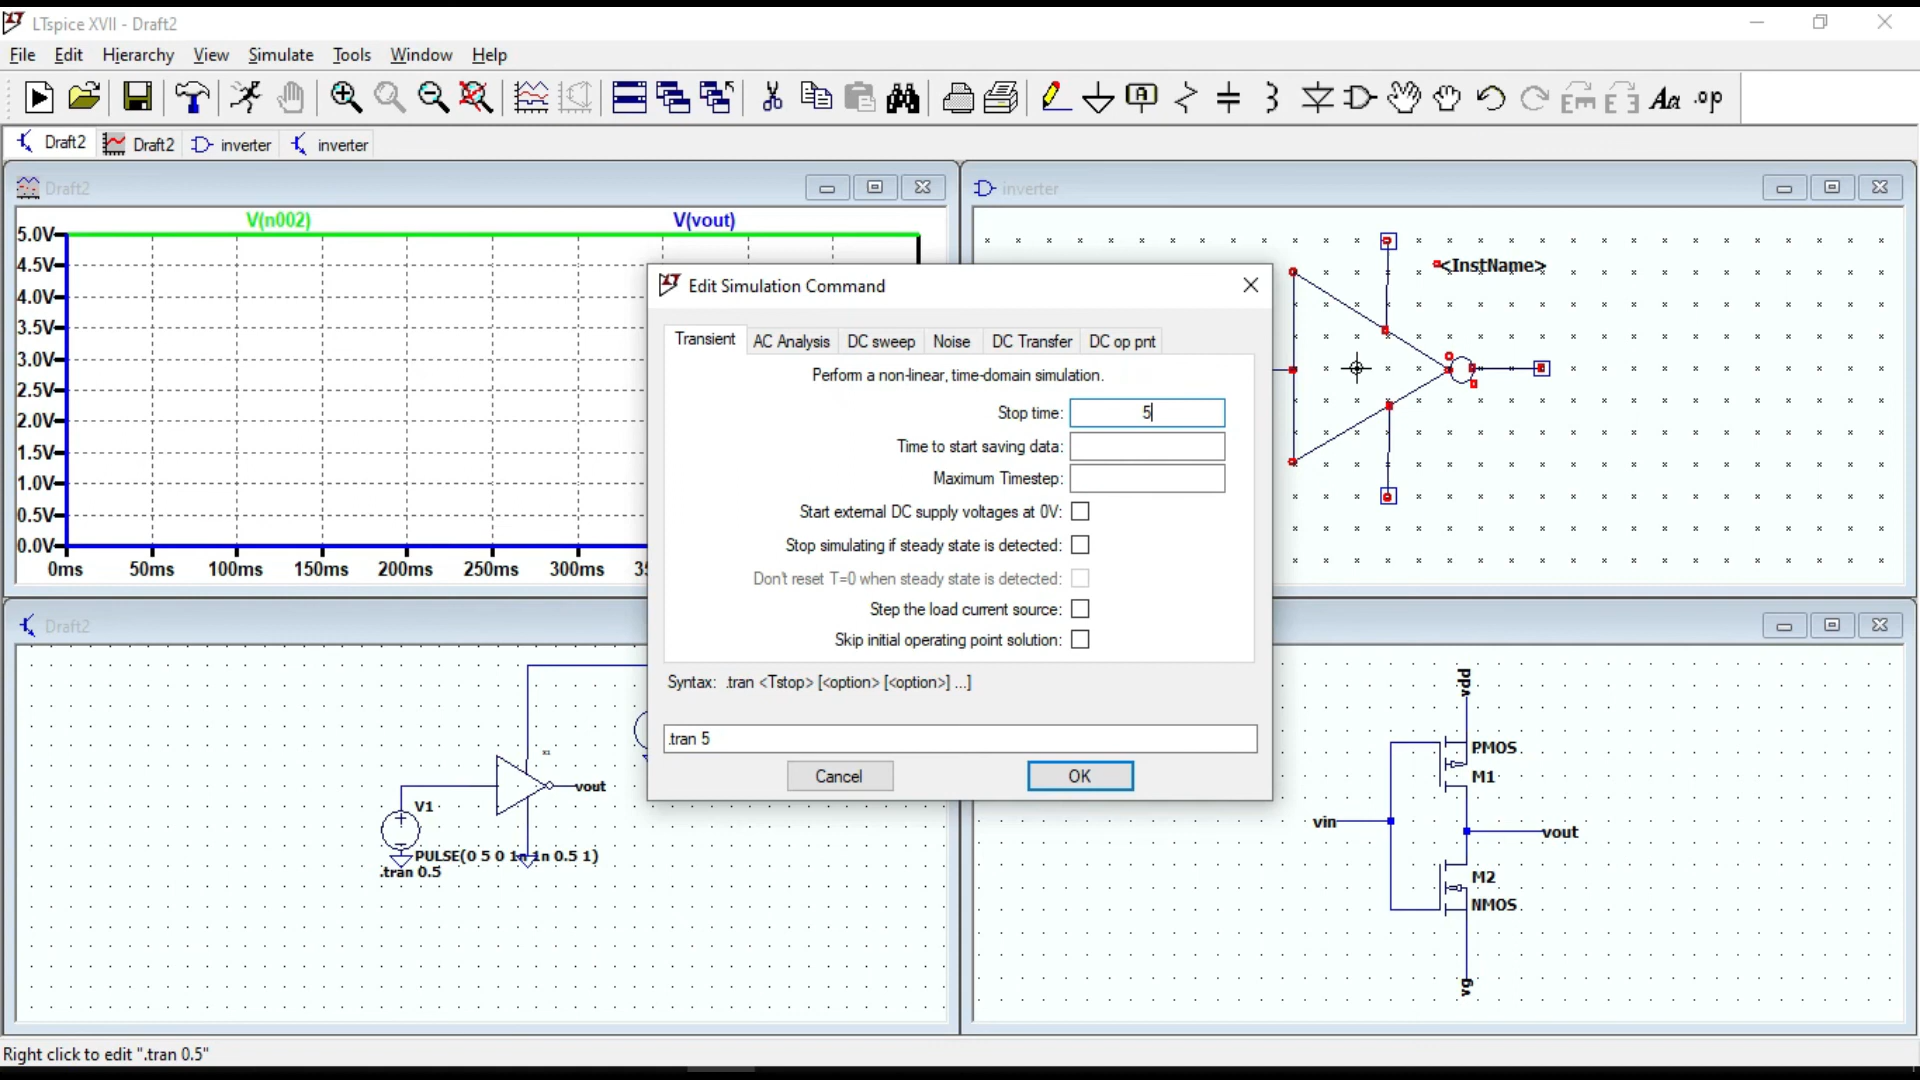 LTspice XVII - Draft2
File Edit Hierarchy View Simulate Tools Window Help
Aa .op
Draft2 Draft2 inverter inverter
Draft2
V(n002) V(vout)
5.0V
4.5V
4.0V
3.5V
3.0V
2.5V
2.0V
1.5V
1.0V
0.5V
0.0V
0ms 50ms 100ms 150ms 200ms 250ms 300ms
inverter
<InstName>
Edit Simulation Command
Transient AC Analysis DC sweep Noise DC Transfer DC op pnt
Perform a non-linear, time-domain simulation.
Stop time: 5
Time to start saving data:
Maximum Timestep:
Start external DC supply voltages at 0V:
Stop simulating if steady state is detected:
Don't reset T=0 when steady state is detected:
Step the load current source:
Skip initial operating point solution:
Syntax: .tran <Tstop> [<option> [<option>] ...]
.tran 5
Cancel OK
Draft2
vout
V1
PULSE(0 5 0 1n 1n 0.5 1)
.tran 0.5
vdd
PMOS
M1
vin
vout
M2
NMOS
Right click to edit ".tran 0.5"